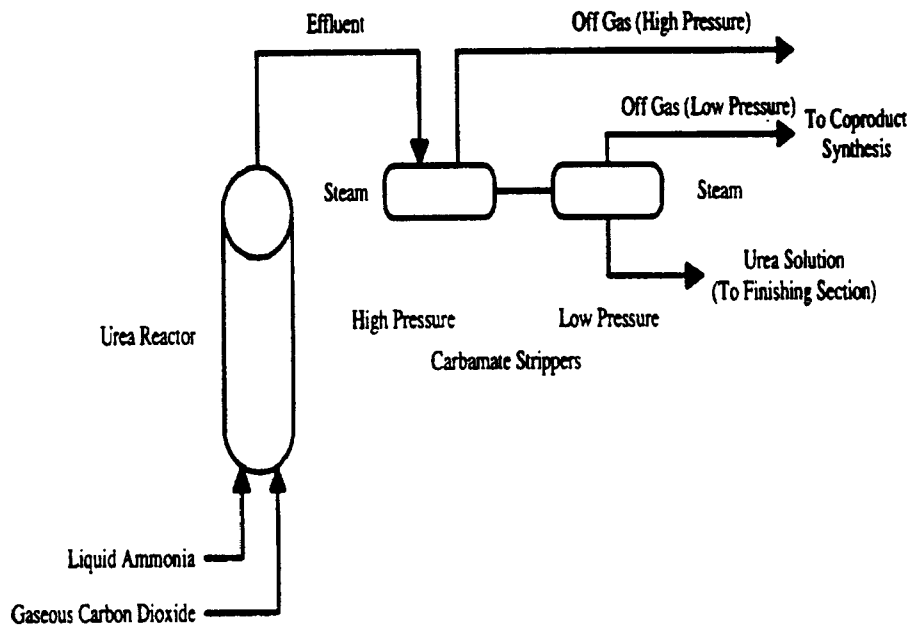 Effluent
Off Gas (High Pressure)
Off Gas (Low Pressure)
To Coproduct
Synthesis
Steam
Steam
Urea Solution
(To Finishing Section)
High Pressure
Low Pressure
Carbamate Strippers
Urea Reactor
Liquid Ammonia
Gaseous Carbon Dioxide